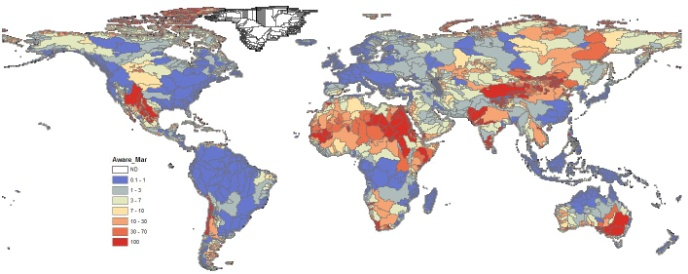 Aware_Mar
ND
0.1 - 1
1 - 3
3 - 7
7 - 10
10 - 30
30 - 70
100